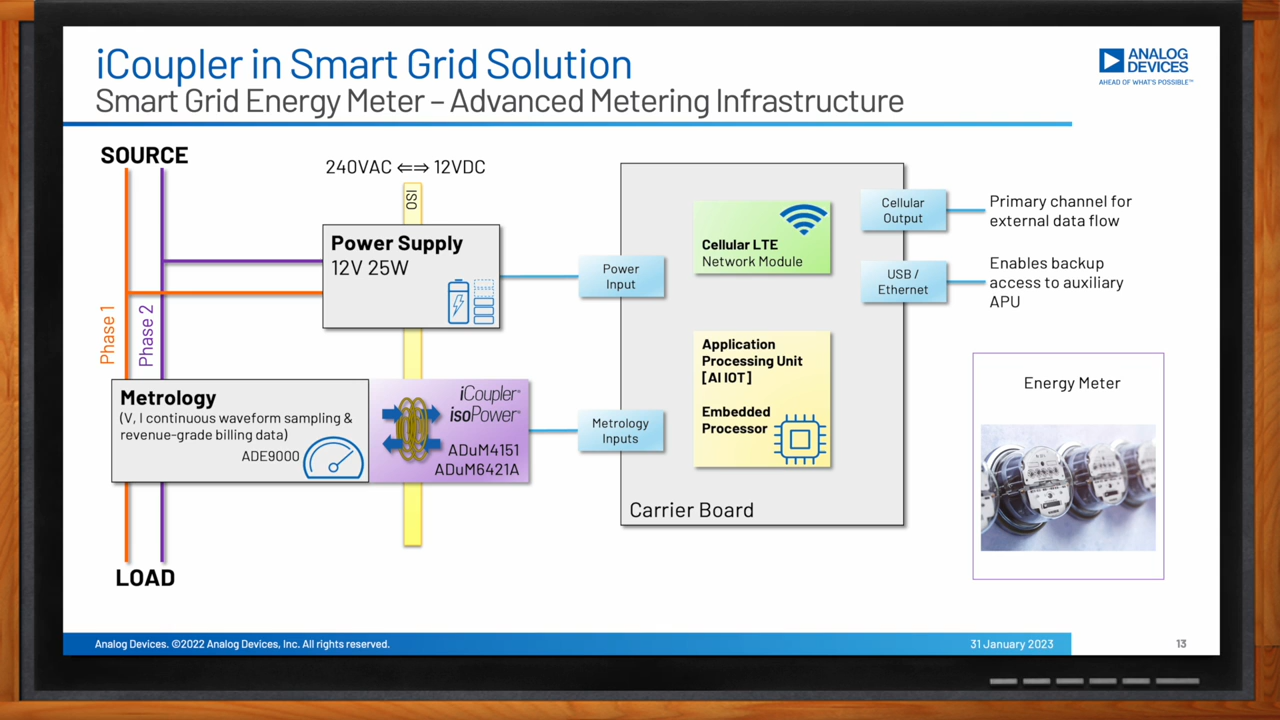 iCoupler in Smart Grid Solution
Smart Grid Energy Meter – Advanced Metering Infrastructure
ANALOG
DEVICES
AHEAD OF WHAT'S POSSIBLE™
SOURCE
240VAC ⇐⇒ 12VDC
ISO
Power Supply
12V 25W
Phase 1
Phase 2
Metrology
(V, I continuous waveform sampling &
revenue-grade billing data)
ADE9000
iCoupler®
isoPower®
ADuM4151
ADuM6421A
LOAD
Power
Input
Metrology
Inputs
Cellular LTE
Network Module
Application
Processing Unit
[AI IOT]
Embedded
Processor
Carrier Board
Cellular
Output
USB /
Ethernet
Primary channel for
external data flow
Enables backup
access to auxiliary
APU
Energy Meter
Analog Devices. ©2022 Analog Devices, Inc. All rights reserved.
31 January 2023
13